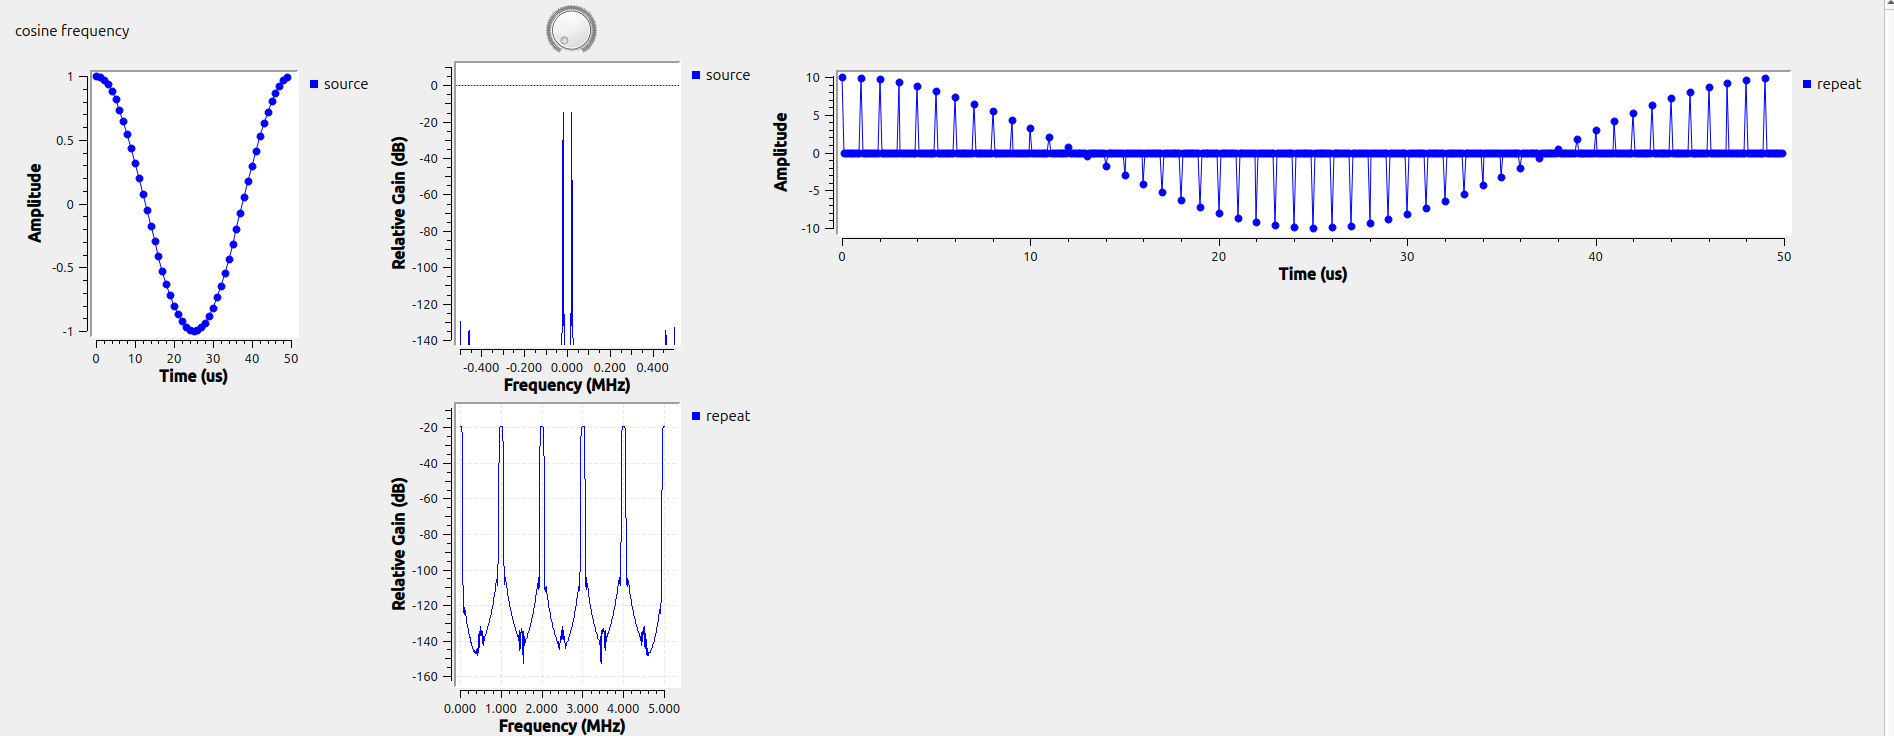 cosine frequency
source
1
0.5
0
-0.5
-1
Amplitude
0 10 20 30 40 50
Time (us)
source
0
-20
-40
-60
-80
-100
-120
-140
Relative Gain (dB)
-0.400 -0.200 0.000 0.200 0.400
Frequency (MHz)
repeat
10
5
0
-5
-10
Amplitude
0 10 20 30 40 50
Time (us)
repeat
-20
-40
-60
-80
-100
-120
-140
-160
Relative Gain (dB)
0.000 1.000 2.000 3.000 4.000 5.000
Frequency (MHz)